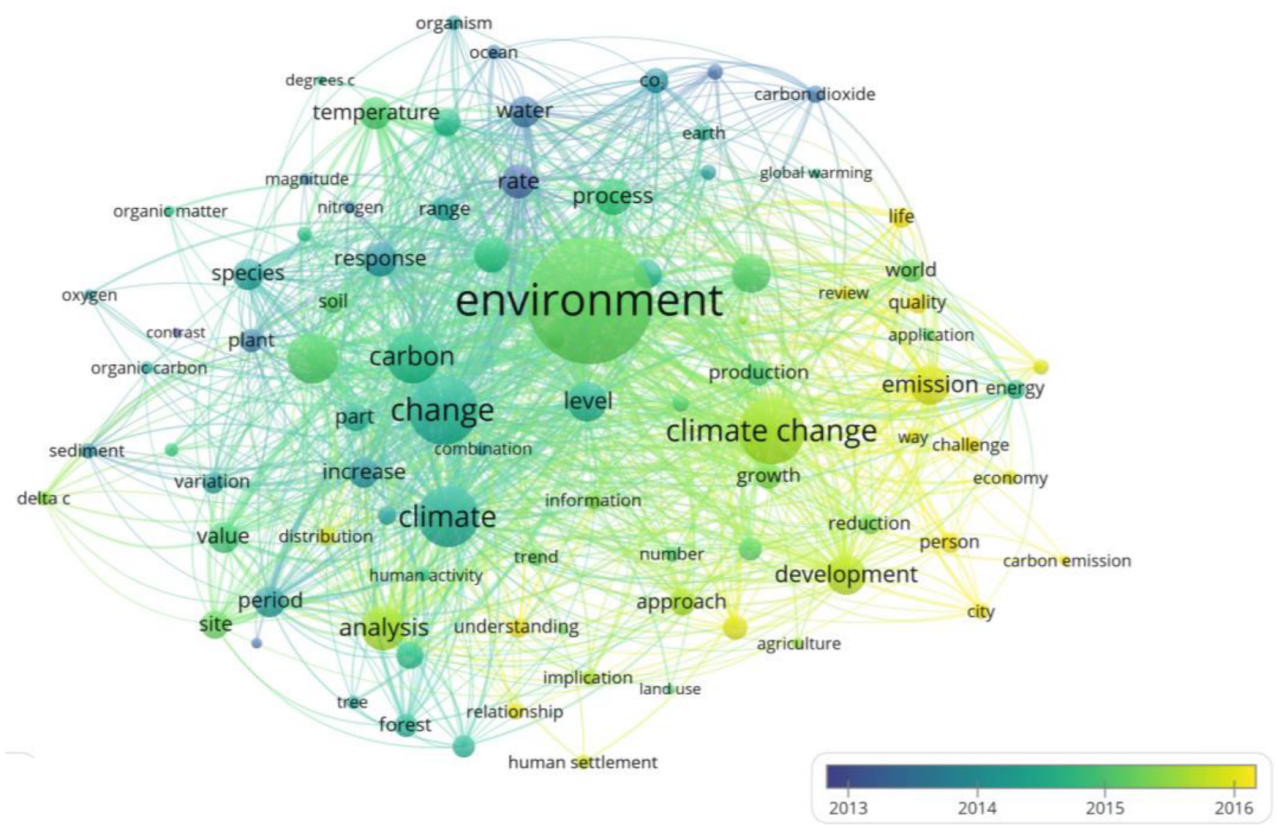 organism
ocean
degrees c
co.
carbon dioxide
temperature
water
earth
magnitude
rate
global warming
nitrogen
process
organic matter
range
life
response
species
world
oxygen
soil
environment
review
quality
contrast
plant
application
organic carbon
carbon
production
emission
energy
part
change
level
climate change
way
challenge
sediment
combination
variation
increase
growth
economy
delta c
information
climate
reduction
value
distribution
trend
number
person
carbon emission
human activity
development
period
approach
city
site
analysis
understanding
agriculture
implication
land use
tree
relationship
forest
human settlement
2013
2014
2015
2016